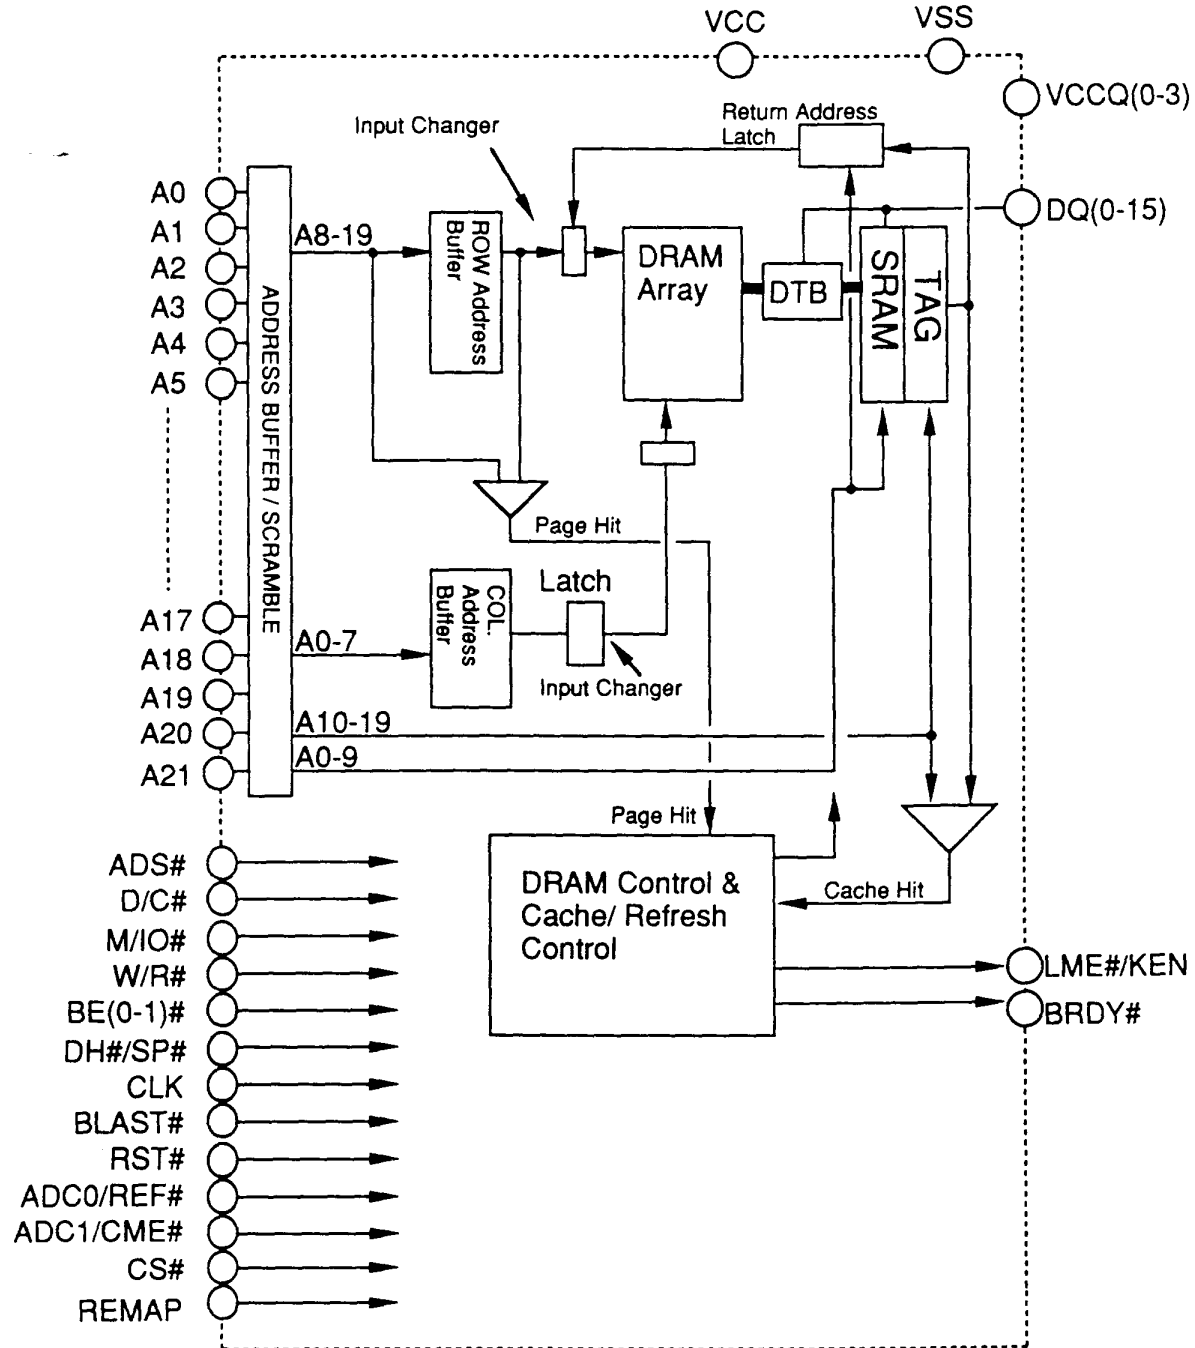 VCC
VSS
VCCQ(0-3)
Return Address
Latch
Input Changer
A0
A1
A2
A3
A4
A5
A17
A18
A19
A20
A21
ADDRESS BUFFER / SCRAMBLE
A8-19
ROW Address
Buffer
DRAM
Array
DTB
SRAM
TAG
DQ(0-15)
Page Hit
COL.
Address
Buffer
Latch
Input Changer
A0-7
A10-19
A0-9
Page Hit
DRAM Control &
Cache/ Refresh
Control
Cache Hit
LME#/KEN
BRDY#
ADS#
D/C#
M/IO#
W/R#
BE(0-1)#
DH#/SP#
CLK
BLAST#
RST#
ADC0/REF#
ADC1/CME#
CS#
REMAP